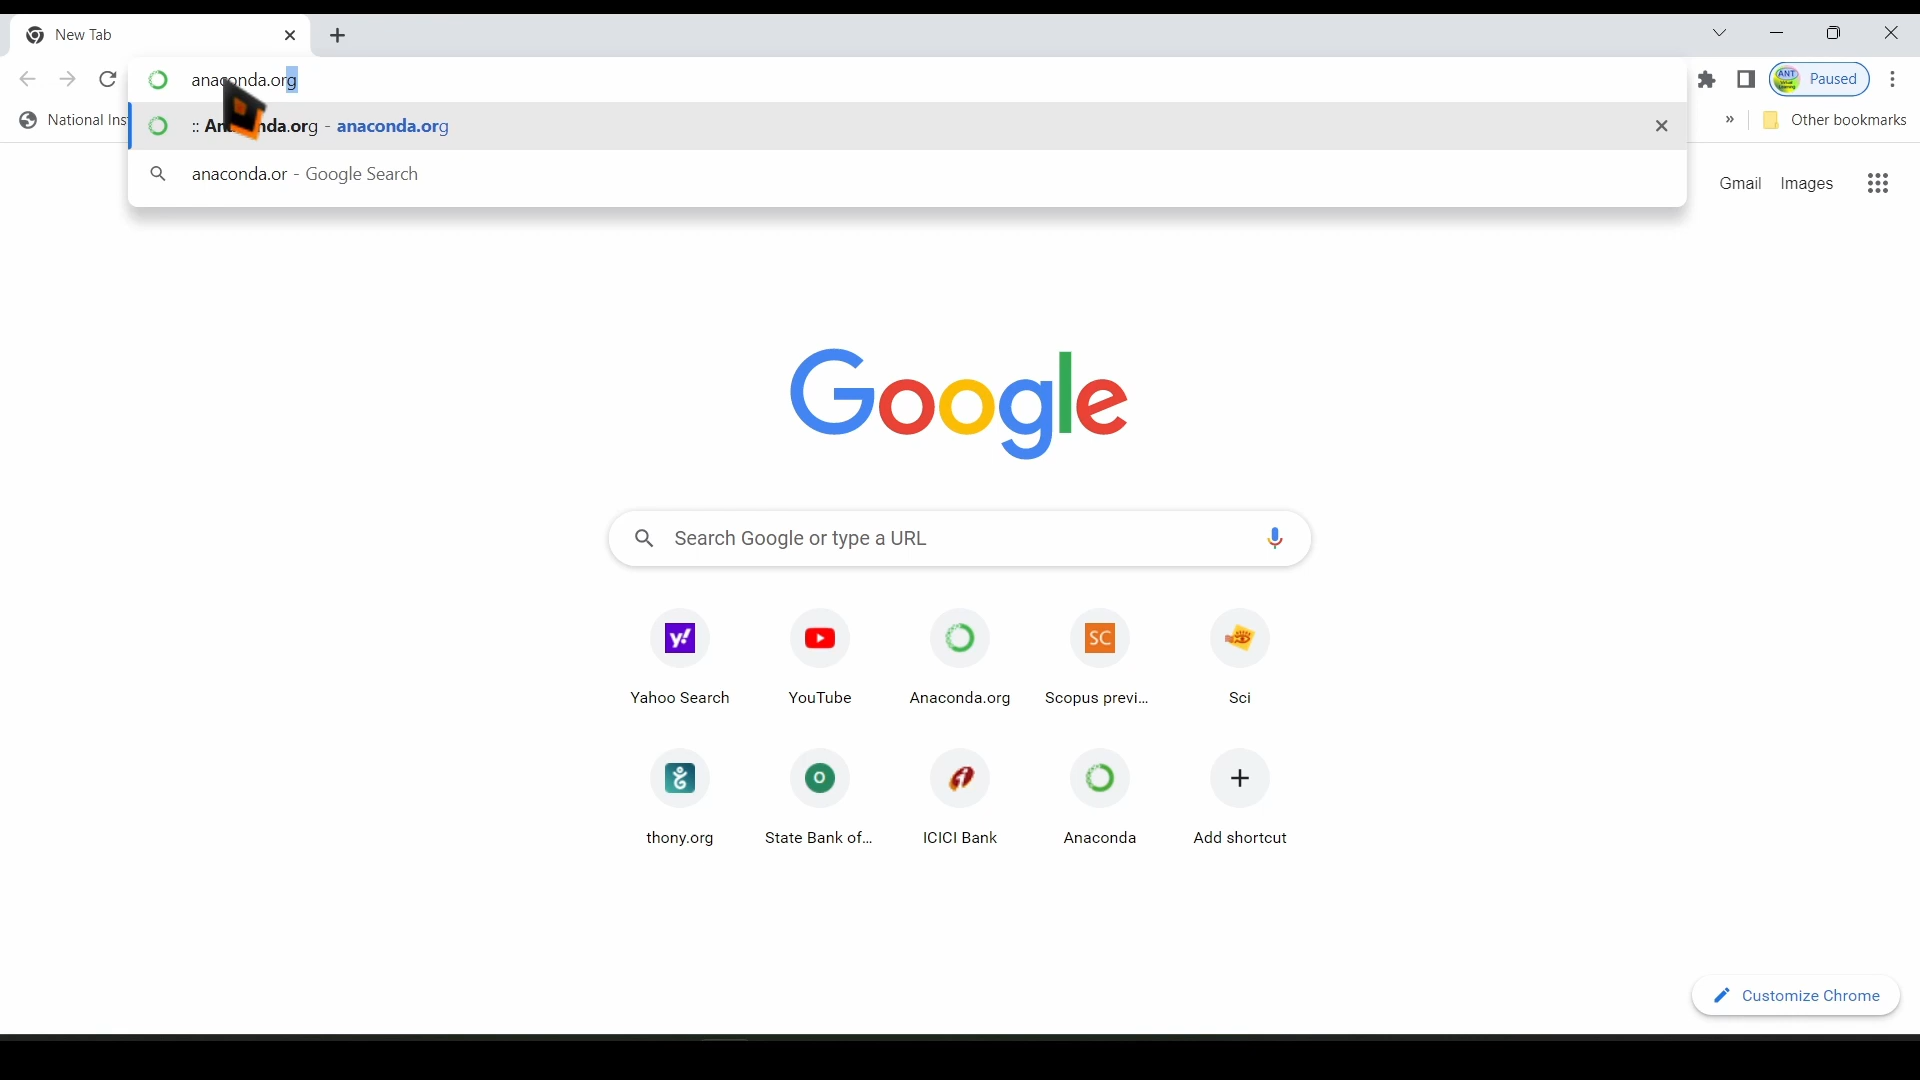 New Tab
anaconda.org
Paused
National Ins
:: Anaconda.org - anaconda.org
» Other bookmarks
anaconda.or - Google Search
Gmail Images
Google
Search Google or type a URL
Yahoo Search YouTube Anaconda.org Scopus previ... Sci
thony.org State Bank of... ICICI Bank Anaconda Add shortcut
Customize Chrome